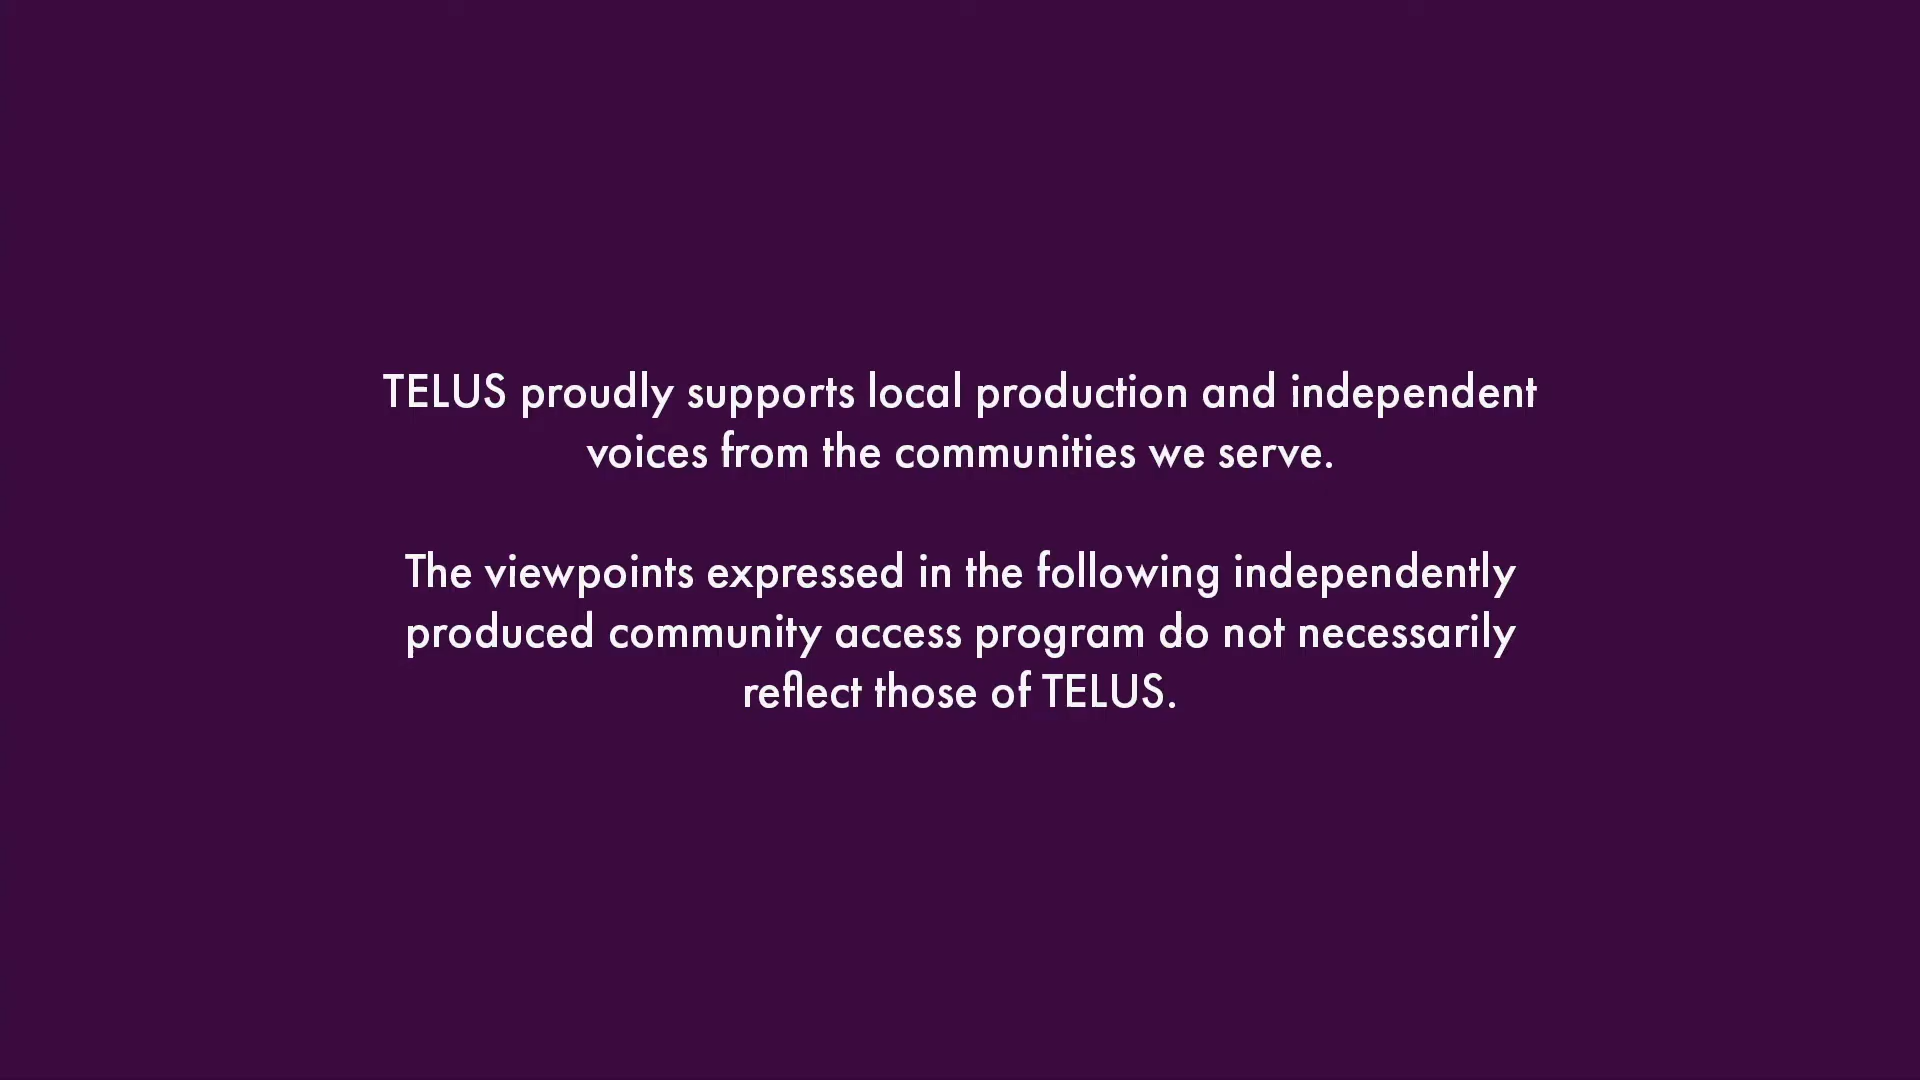 TELUS proudly supports local production and independent
voices from the communities we serve.
The viewpoints expressed in the following independently
produced community access program do not necessarily
reflect those of TELUS.